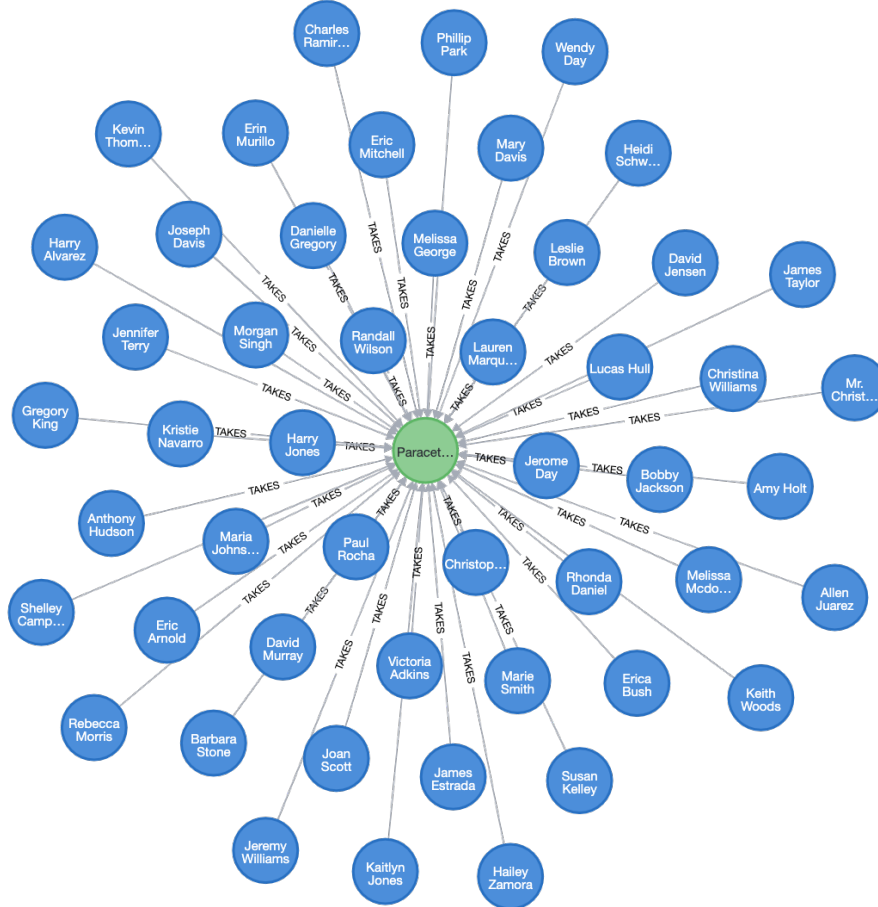 Charles
Ramir...
Phillip
Park
Wendy
Day
Kevin
Thom...
Erin
Murillo
Eric
Mitchell
Mary
Davis
Heidi
Schw...
Harry
Alvarez
Joseph
Davis
Danielle
Gregory
Melissa
George
Leslie
Brown
David
Jensen
James
Taylor
TAKES
TAKES
TAKES
TAKES
TAKES
TAKES
TAKES
TAKES
TAKES
Jennifer
Terry
Morgan
Singh
Randall
Wilson
Lauren
Marqu...
Lucas Hull
Christina
Williams
Mr.
Christ...
TAKES
TAKES
TAKES
TAKES
TAKES
TAKES
TAKES
TAKES
TAKES
Gregory
King
Kristie
Navarro
TAKES
Harry
Jones
TAKES
Paracet...
TAKES
Jerome
Day
TAKES
Bobby
Jackson
Amy Holt
Anthony
Hudson
TAKES
Maria
Johns...
TAKES
TAKES
TAKES
TAKES
TAKES
TAKES
TAKES
Paul
Rocha
Christop...
Rhonda
Daniel
Melissa
Mcdo...
Allen
Juarez
Shelley
Camp...
TAKES
TAKES
TAKES
TAKES
TAKES
Eric
Arnold
David
Murray
TAKES
TAKES
TAKES
TAKES
Victoria
Adkins
Marie
Smith
Erica
Bush
Keith
Woods
Rebecca
Morris
Barbara
Stone
Joan
Scott
James
Estrada
Susan
Kelley
Jeremy
Williams
Kaitlyn
Jones
Hailey
Zamora